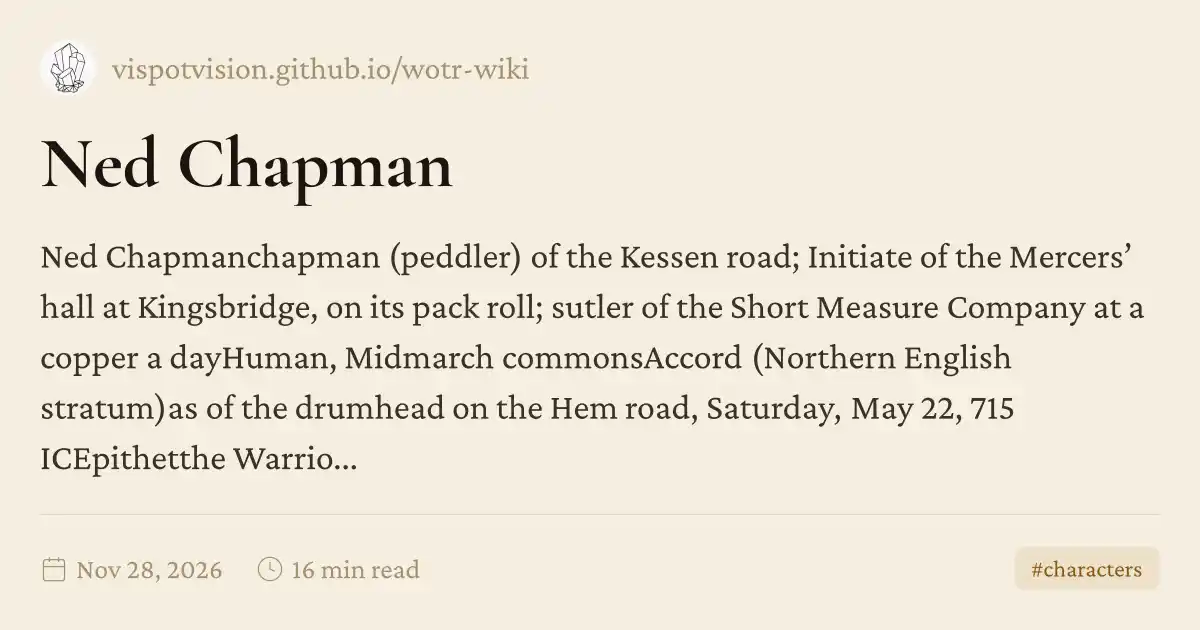 vispotvision.github.io/wotr-wiki
Ned Chapman
Ned Chapmanchapman (peddler) of the Kessen road; Initiate of the Mercers’
hall at Kingsbridge, on its pack roll; sutler of the Short Measure Company at a
copper a dayHuman, Midmarch commonsAccord (Northern English
stratum)as of the drumhead on the Hem road, Saturday, May 22, 715
ICEpithetthe Warrio...
Nov 28, 2026
16 min read
#characters